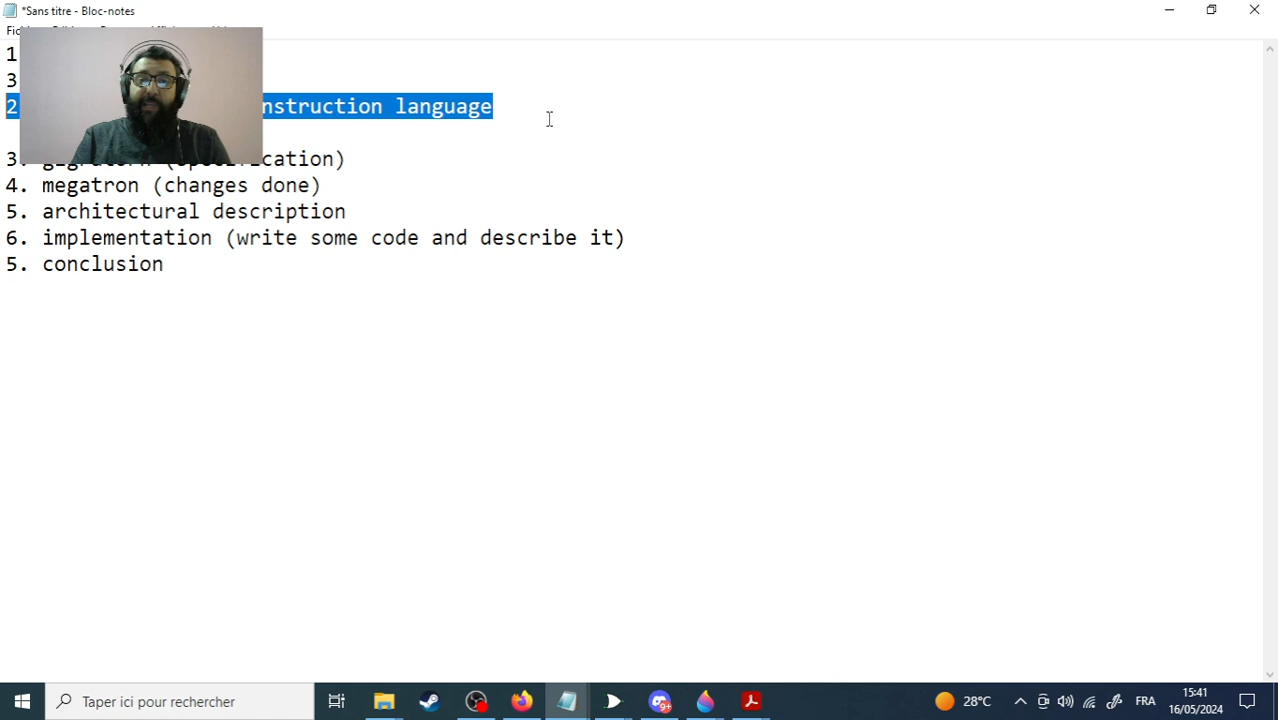 *Sans titre - Bloc-notes
1
3
2 nstruction language
3. (specification)
4. megatron (changes done)
5. architectural description
6. implementation (write some code and describe it)
5. conclusion
Taper ici pour rechercher
9+
28°C
FRA
15:41
16/05/2024